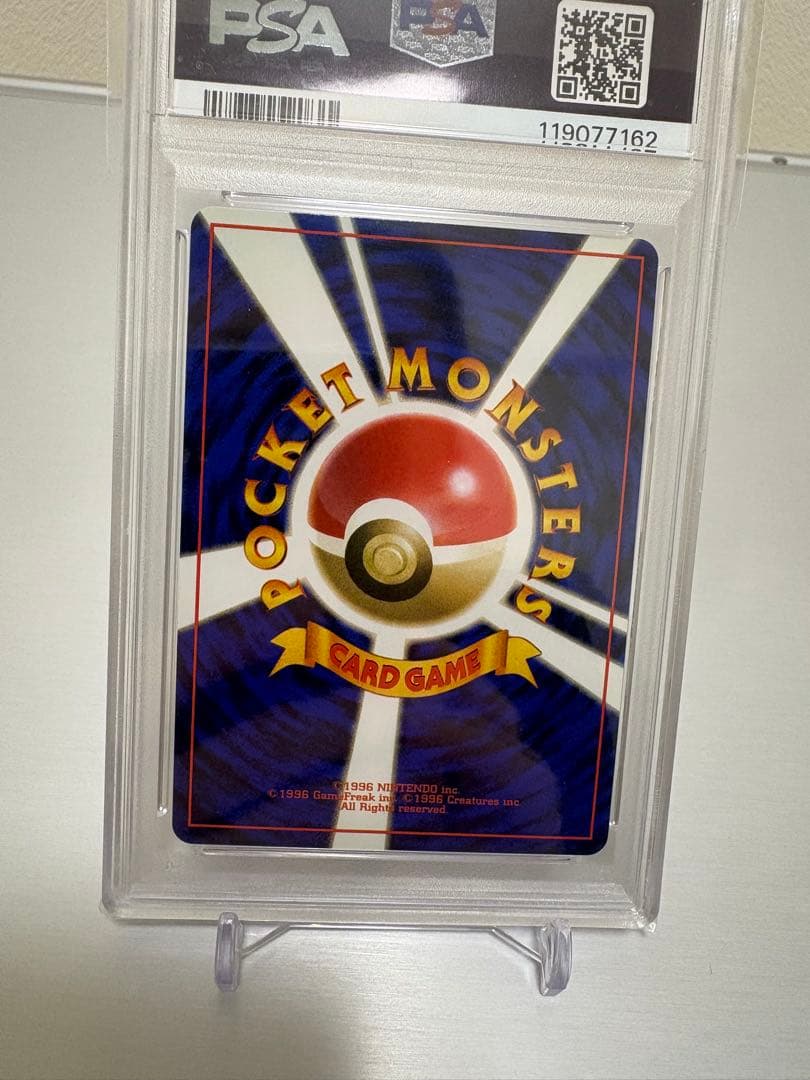 PSA
PSA
119077162
POCKET MONSTERS
CARD GAME
©1996 NINTENDO inc.
©1996 GameFreak inc. ©1996 Creatures inc.
All Rights reserved.